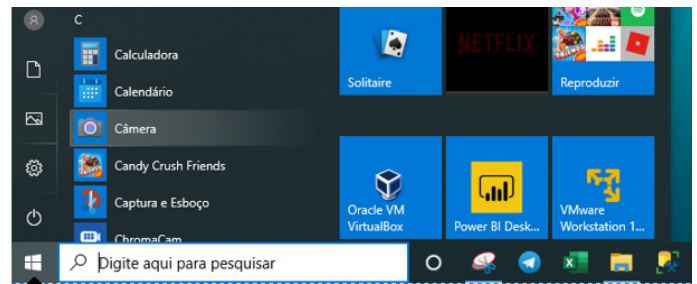 C
Calculadora
Calendário
Câmera
Candy Crush Friends
Captura e Esboço
ChromaCam
Solitaire
NETFLIX
Reproduzir
Oracle VM
VirtualBox
Power BI Desk...
VMware
Workstation 1...
Digite aqui para pesquisar